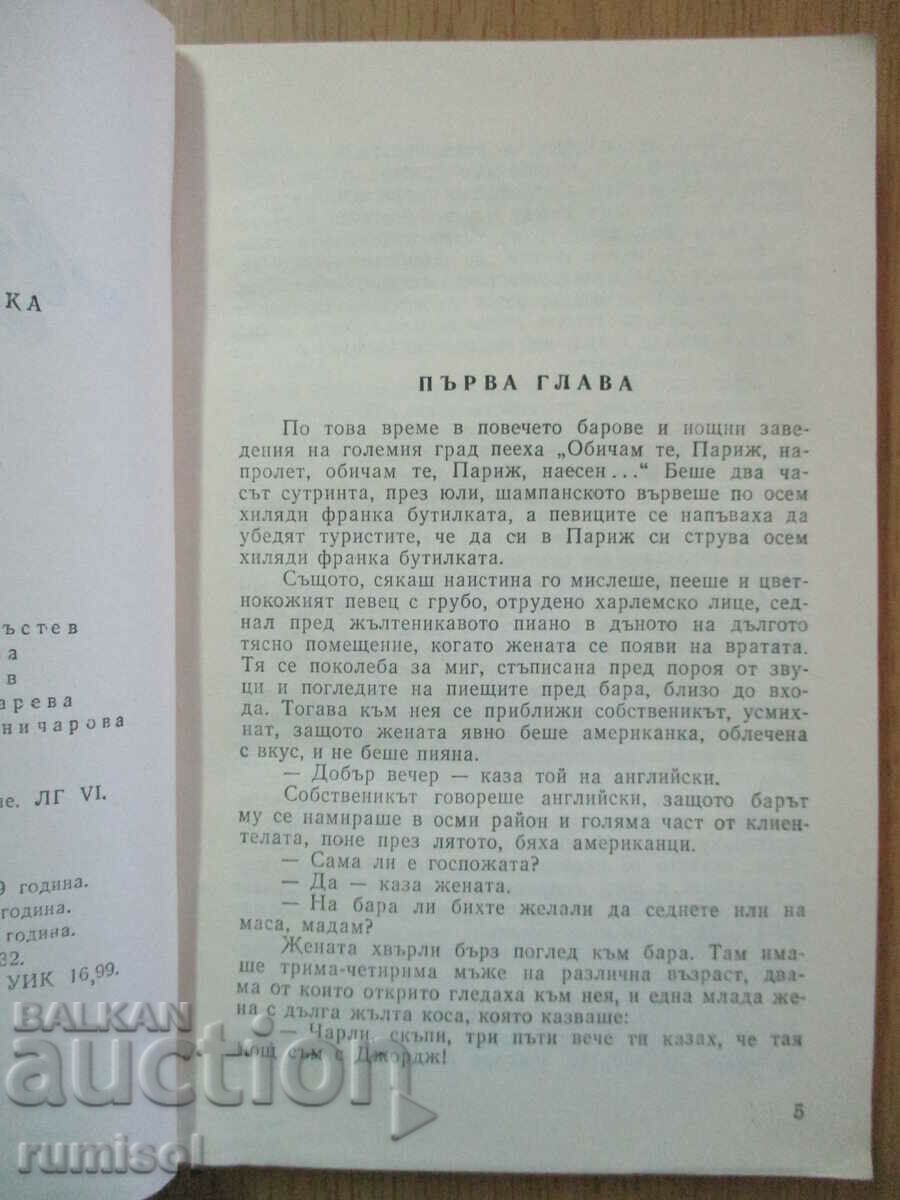 КА
ъстев
а
в
арева
ничарова
ие. ЛГ VI.
9 година.
година.
година.
32.
УИК 16,99.
ПЪРВА ГЛАВА
По това време в повечето барове и нощни заве-
дения на големия град пееха „Обичам те, Париж, на-
пролет, обичам те, Париж, наесен...“ Беше два ча-
сът сутринта, през юли, шампанското вървеше по осем
хиляди франка бутилката, а певиците се напъваха да
убедят туристите, че да си в Париж си струва осем
хиляди франка бутилката.
Същото, сякаш наистина го мислеше, пееше и цвет-
нокожият певец с грубо, отрудено харлемско лице, сед-
нал пред жълтеникавото пиано в дъното на дългото
тясно помещение, когато жената се появи на вратата.
Тя се поколеба за миг, стъписана пред пороя от зву-
ци и погледите на пиещите пред бара, близо до вхо-
да. Тогава към нея се приближи собственикът, усмих-
нат, защото жената явно беше американка, облечена
с вкус, и не беше пияна.
— Добър вечер — каза той на английски.
Собственикът говореше английски, защото барът
му се намираше в осми район и голяма част от клиен-
телата, поне през лятото, бяха американци.
— Сама ли е госпожата?
— Да — каза жената.
— На бара ли бихте желали да седнете или на
маса, мадам?
Жената хвърли бърз поглед към бара. Там има-
ше трима-четирима мъже на различна възраст, два-
ма от които открито гледаха към нея, и една млада же-
на с дълга жълта коса, която казваше:
— Чарли, скъпи, три пъти вече ти казах, че тая
нощ съм с Джордж!
5
BALKAN
auction
rumisol